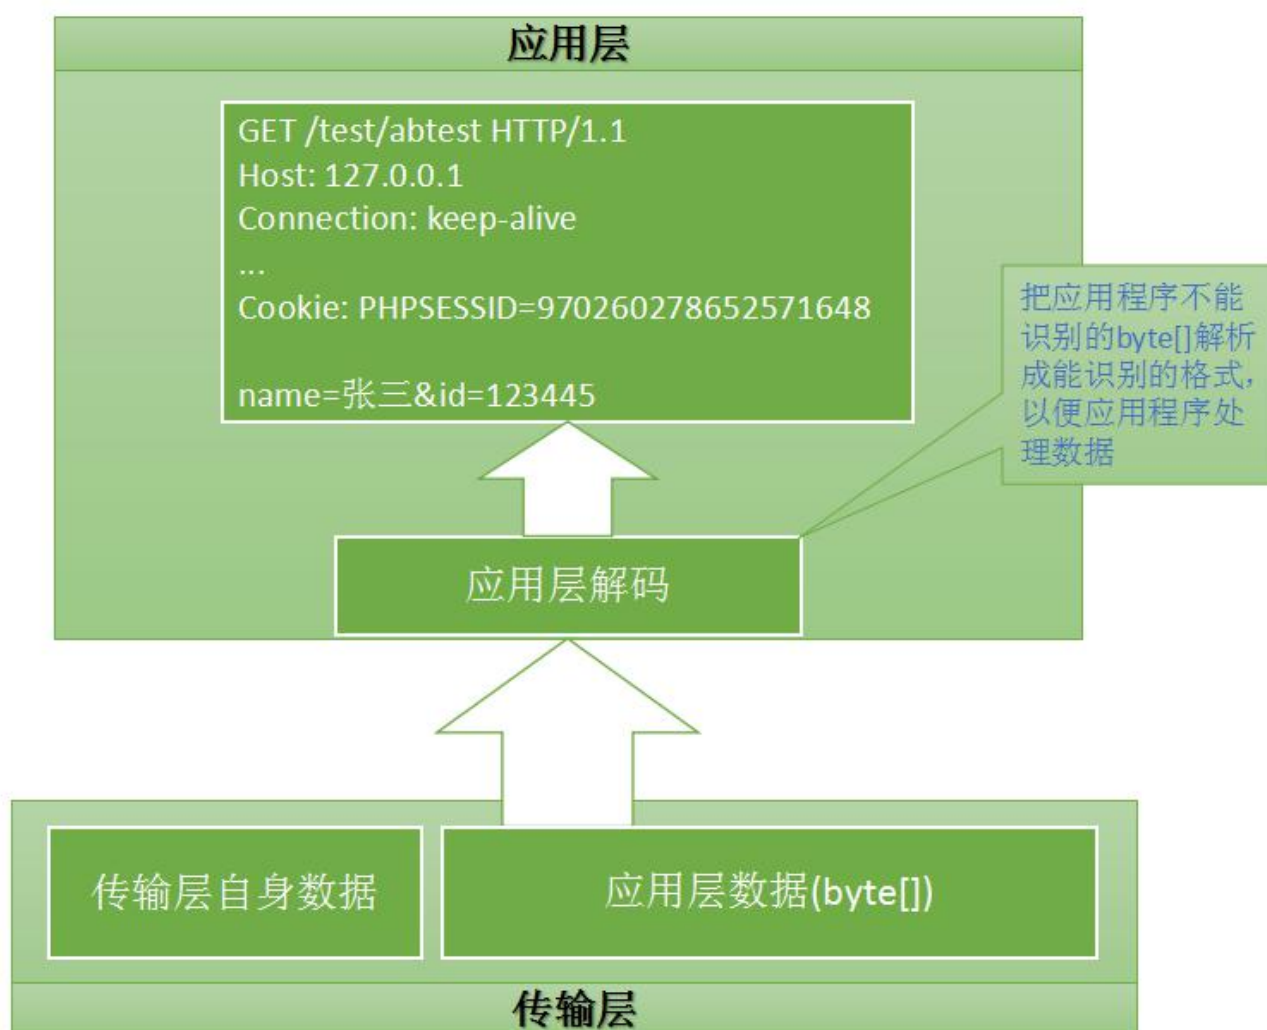 应用层
GET /test/abtest HTTP/1.1
Host: 127.0.0.1
Connection: keep-alive
...
Cookie: PHPSESSID=970260278652571648
name=张三&id=123445
把应用程序不能
识别的byte[]解析
成能识别的格式，
以便应用程序处
理数据
应用层解码
传输层自身数据
应用层数据(byte[])
传输层